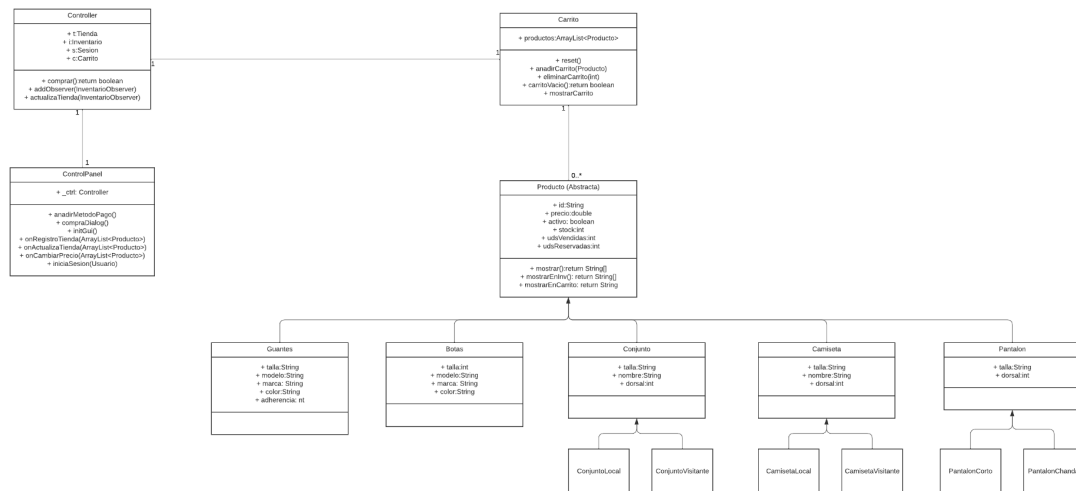 Controller
+ t:Tienda
+ i:Inventario
+ s:Sesion
+ c:Carrito
+ comprar():return boolean
+ addObserver(InventarioObserver)
+ actualizaTienda(InventarioObserver)
1
1
1
1
Carrito
+ productos:ArrayList<Producto>
+ reset()
+ anadirCarrito(Producto)
+ eliminarCarrito(int)
+ carritoVacio():return boolean
+ mostrarCarrito
1
0..*
ControlPanel
+ _ctrl: Controller
+ anadirMetodoPago()
+ compraDialog()
+ initGui()
+ onRegistroTienda(ArrayList<Producto>)
+ onActualizaTienda(ArrayList<Producto>)
+ onCambiarPrecio(ArrayList<Producto>)
+ iniciaSesion(Usuario)
Producto (Abstracta)
+ id:String
+ precio:double
+ activo: boolean
+ stock:int
+ udsVendidas:int
+ udsReservadas:int
+ mostrar():return String[]
+ mostrarEnInv(): return String[]
+ mostrarEnCarrito: return String
Guantes
+ talla:String
+ modelo:String
+ marca: String
+ color:String
+ adherencia: nt
Botas
+ talla:int
+ modelo:String
+ marca: String
+ color:String
Conjunto
+ talla:String
+ nombre:String
+ dorsal:int
Camiseta
+ talla:String
+ nombre:String
+ dorsal:int
Pantalon
+ talla:String
+ dorsal:int
ConjuntoLocal
ConjuntoVisitante
CamisetaLocal
CamisetaVisitante
PantalonCorto
PantalonChanda